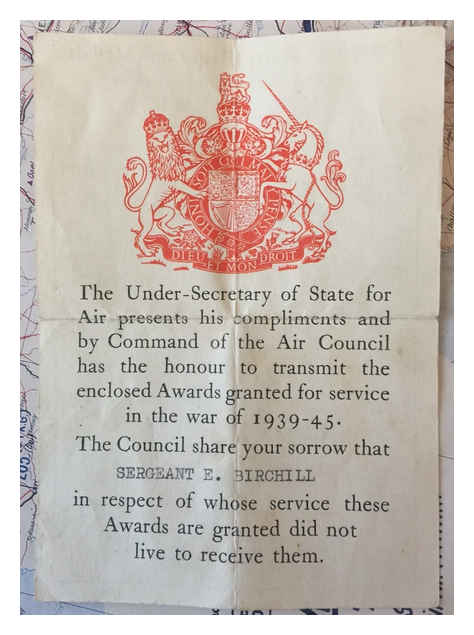 HONI SOIT QUI MAL Y PENSE
DIEU ET MON DROIT
The Under-Secretary of State for
Air presents his compliments and
by Command of the Air Council
has the honour to transmit the
enclosed Awards granted for service
in the war of 1939-45.
The Council share your sorrow that
SERGEANT E. BIRCHILL
in respect of whose service these
Awards are granted did not
live to receive them.